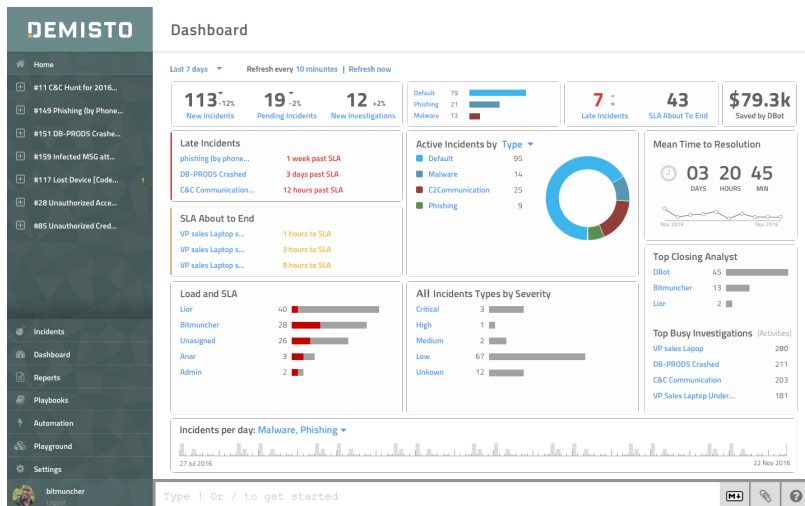 DEMISTO
Dashboard
Home
#11 C&C Hunt for 2016...
#149 Phishing (by Phone...
#151 DB-PRODS Crashe...
#159 Infected MSG att...
#117 Lost Device [Code... 1
#28 Unauthorized Acce...
#85 Unauthorized Cred...
Incidents
Dashboard
Reports
Playbooks
Automation
Playground
Settings
bitmuncher
Logout
Last 7 days Refresh every 10 minuntes | Refresh now
113 -12% 19 -2% 12 +2%
New Incidents Pending Incidents New Investigations
Default 79
Phishing 21
Malware 13
7 : 43
Late Incidents SLA About To End
$79.3k
Saved by DBot
Late Incidents
phishing (by phone... 1 week past SLA
DB-PRODS Crashed 3 days past SLA
C&C Communication... 12 hours past SLA
SLA About to End
VP sales Laptop s... 1 hours to SLA
VP sales Laptop s... 3 hours to SLA
VP sales Laptop s... 9 hours to SLA
Active Incidents by Type
Default 95
Malware 14
C2Communication 25
Phishing 9
Mean Time to Resolution
03 20 45
DAYS HOURS MIN
Mar 2016 Nov 2016
Load and SLA
Lior 40
Bitmuncher 28
Unasigned 26
Anar 3
Admin 2
All Incidents Types by Severity
Critical 3
High 1
Medium 2
Low 67
Unkown 12
Top Closing Analyst
DBot 45
Bitmuncher 13
Lior 2
Top Busy Investigations (Activities)
VP sales Lapop 280
DB-PRODS Crashed 211
C&C Communication 203
VP Sales Laptop Under... 181
Incidents per day: Malware, Phishing
27 Jul 2016 22 Nov 2016
Type ! Or / to get started
M
?